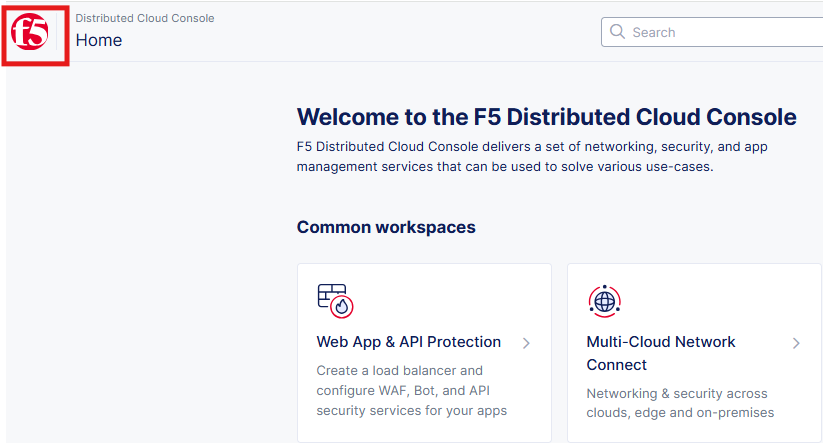 f5
Distributed Cloud Console
Home
Search
Welcome to the F5 Distributed Cloud Console
F5 Distributed Cloud Console delivers a set of networking, security, and app
management services that can be used to solve various use-cases.
Common workspaces
Web App & API Protection
Create a load balancer and
configure WAF, Bot, and API
security services for your apps
Multi-Cloud Network
Connect
Networking & security across
clouds, edge and on-premises